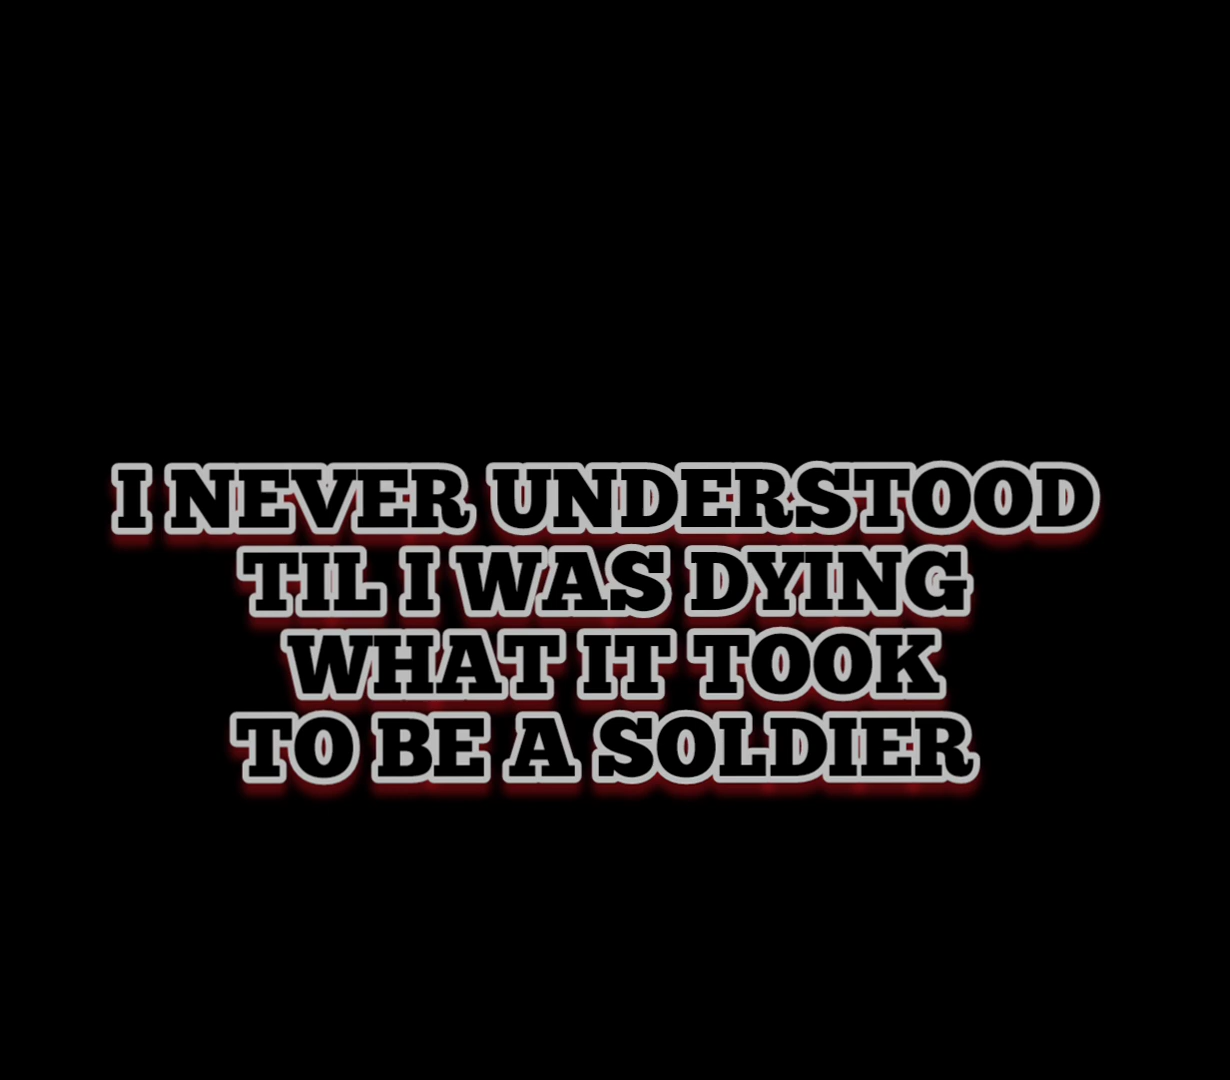 I NEVER UNDERSTOOD
TIL I WAS DYING
WHAT IT TOOK
TO BE A SOLDIER